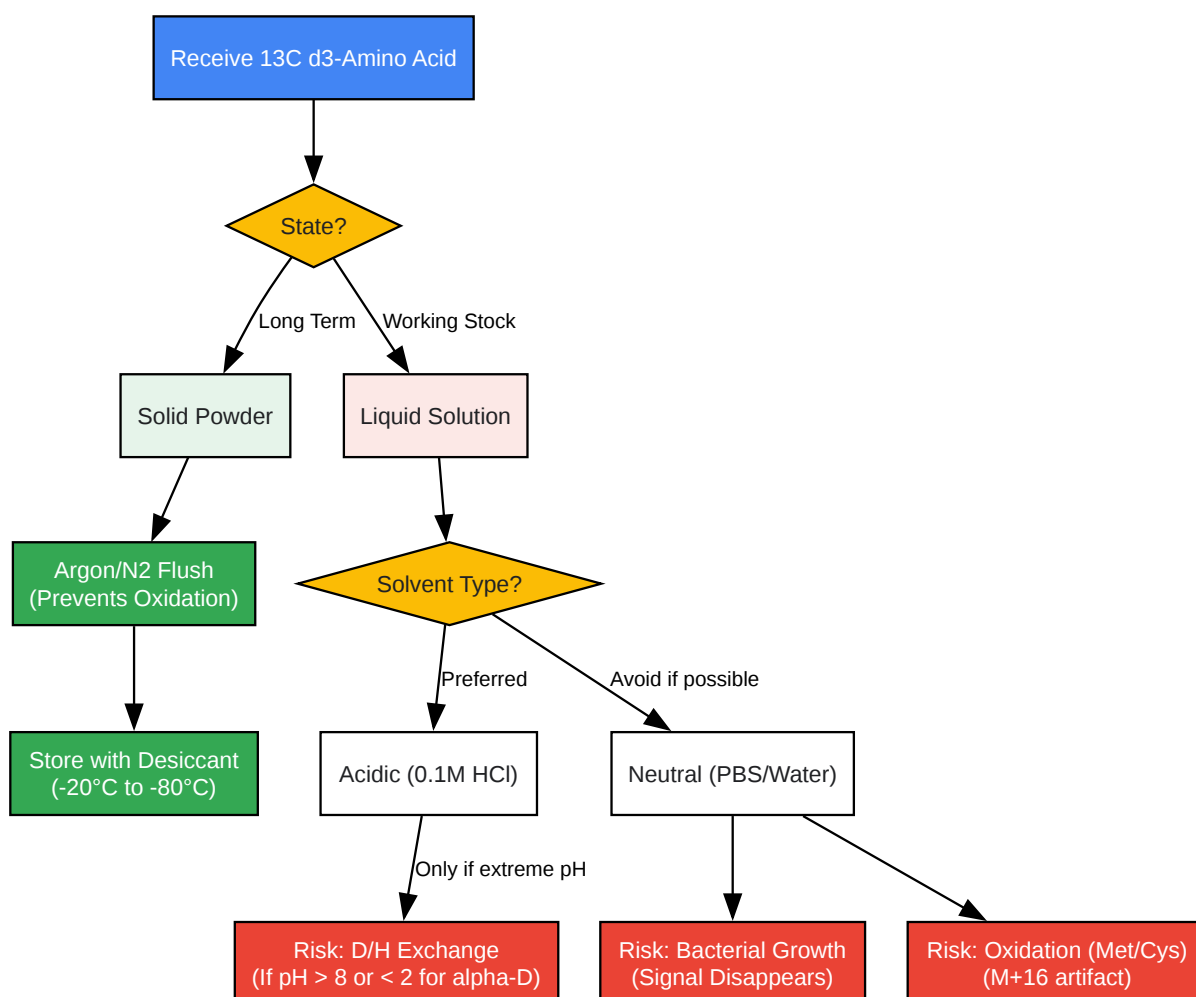 Receive 13C d3-Amino Acid
State?
Long Term
Working Stock
Solid Powder
Liquid Solution
Argon/N2 Flush
(Prevents Oxidation)
Solvent Type?
Preferred
Avoid if possible
Store with Desiccant
(-20°C to -80°C)
Acidic (0.1M HCl)
Neutral (PBS/Water)
Only if extreme pH
Risk: D/H Exchange
(If pH > 8 or < 2 for alpha-D)
Risk: Bacterial Growth
(Signal Disappears)
Risk: Oxidation (Met/Cys)
(M+16 artifact)